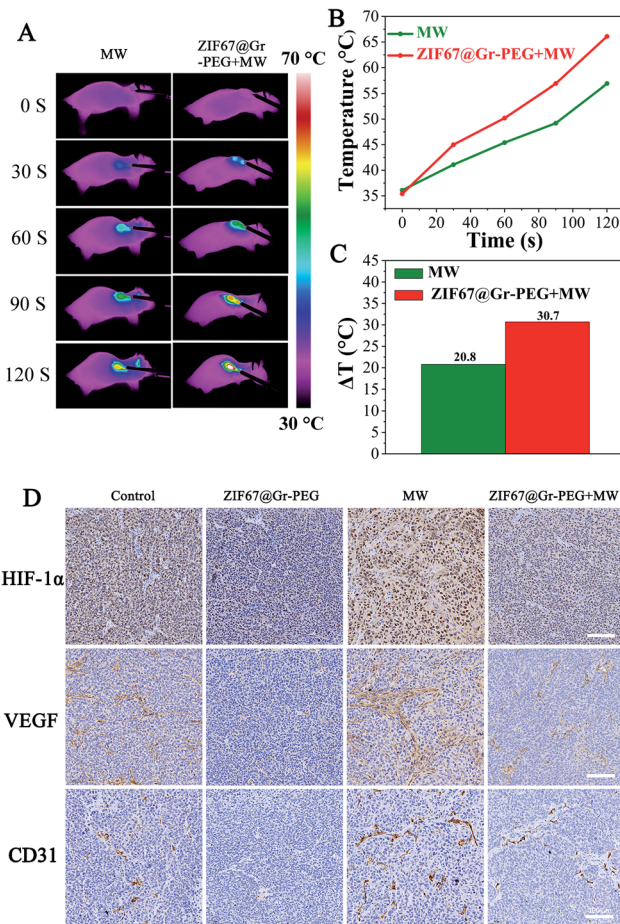 A
MW
ZIF67@Gr
-PEG+MW
70 °C
0 S
30 S
60 S
90 S
120 S
30 °C
B
MW
ZIF67@Gr-PEG+MW
Temperature (°C)
70
65
60
55
50
45
40
35
0 20 40 60 80 100 120
Time (s)
C
MW
ZIF67@Gr-PEG+MW
ΔT (°C)
45
40
35
30
25
20
15
10
5
0
20.8
30.7
D
Control ZIF67@Gr-PEG MW ZIF67@Gr-PEG+MW
HIF-1α
VEGF
CD31